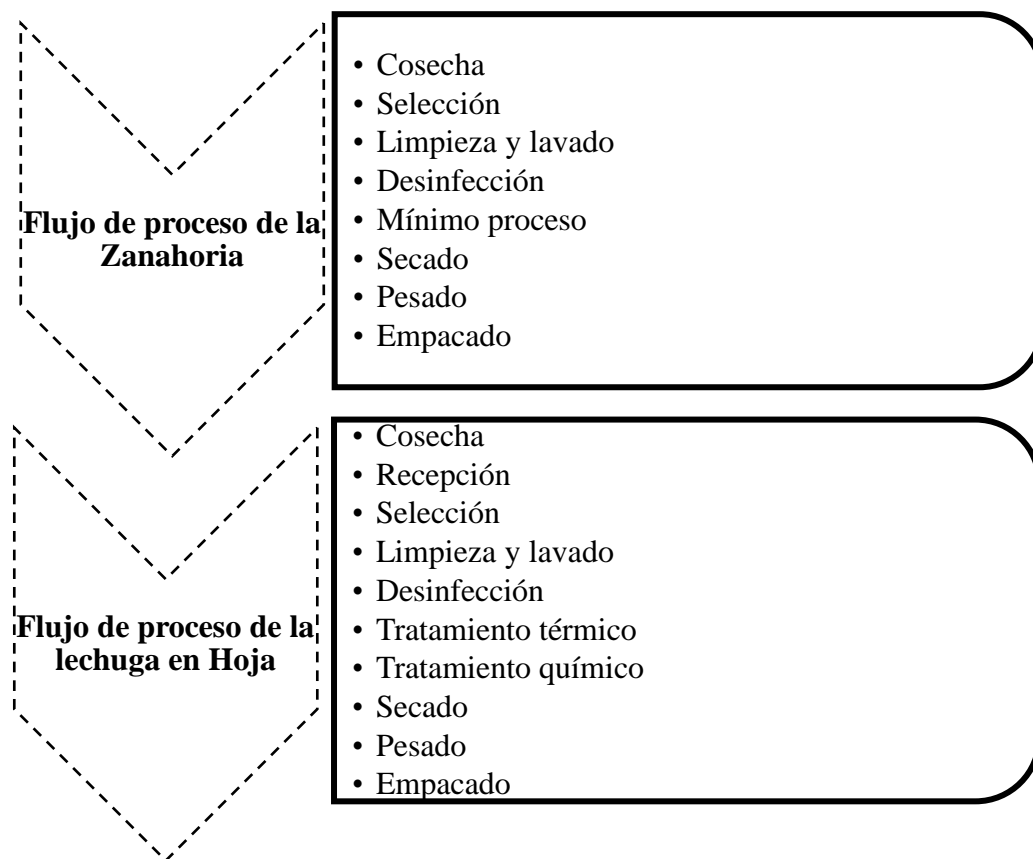 Flujo de proceso de la
Zanahoria
• Cosecha
• Selección
• Limpieza y lavado
• Desinfección
• Mínimo proceso
• Secado
• Pesado
• Empacado
Flujo de proceso de la
lechuga en Hoja
• Cosecha
• Recepción
• Selección
• Limpieza y lavado
• Desinfección
• Tratamiento térmico
• Tratamiento químico
• Secado
• Pesado
• Empacado